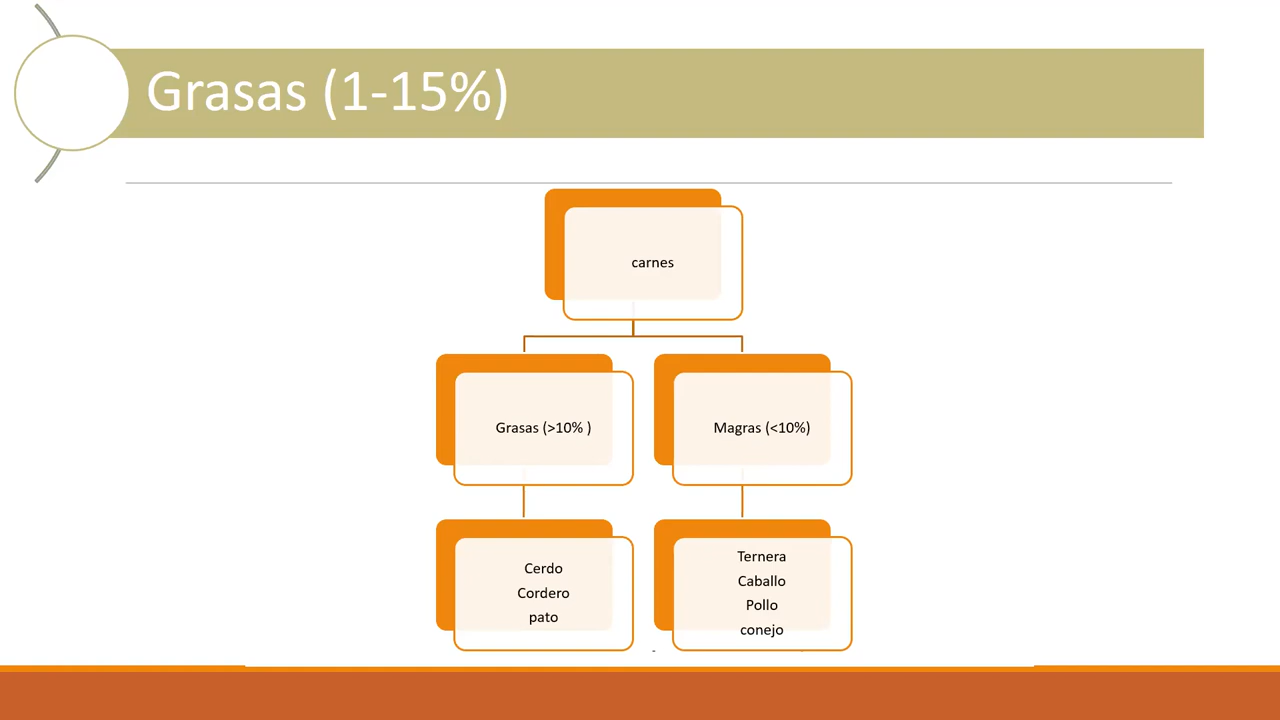 Grasas (1-15%)
carnes
Grasas (>10% )
Magras (<10%)
Cerdo
Cordero
pato
Ternera
Caballo
Pollo
conejo